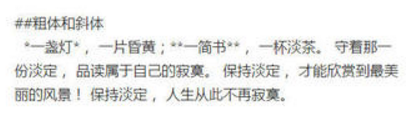 ##粗体和斜体
*一盏灯*， 一片昏黄；**一简书**， 一杯淡茶。 守着那一
份淡定， 品读属于自己的寂寞。 保持淡定， 才能欣赏到最美
丽的风景！ 保持淡定， 人生从此不再寂寞。